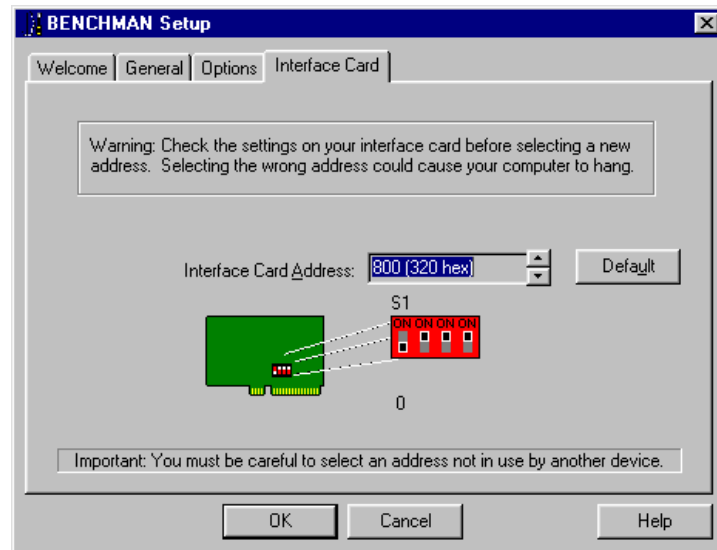 BENCHMAN Setup
Welcome General Options Interface Card
Warning: Check the settings on your interface card before selecting a new
address. Selecting the wrong address could cause your computer to hang.
Interface Card Address: 800 (320 hex) Default
S1
ON ON ON ON
0
Important: You must be careful to select an address not in use by another device.
OK Cancel Help